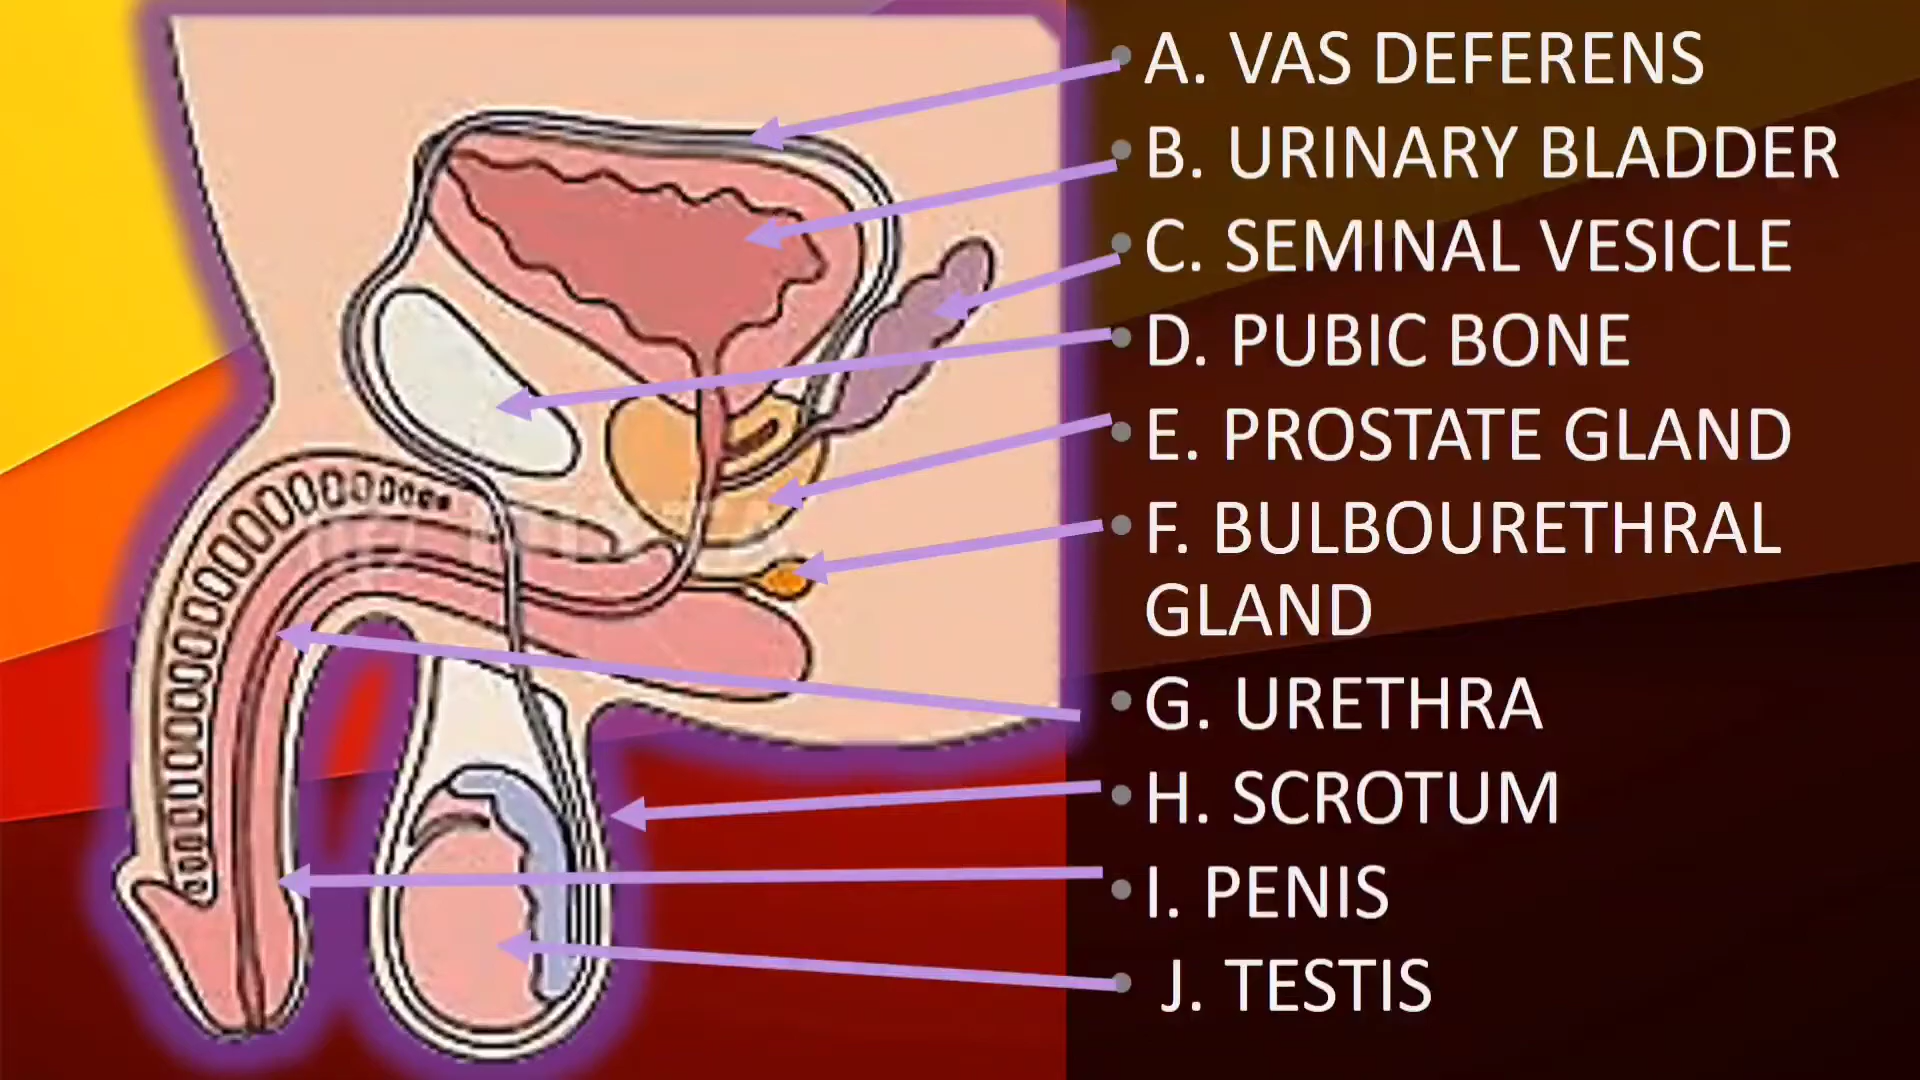 A. VAS DEFERENS
B. URINARY BLADDER
C. SEMINAL VESICLE
D. PUBIC BONE
E. PROSTATE GLAND
F. BULBOURETHRAL
GLAND
G. URETHRA
H. SCROTUM
I. PENIS
J. TESTIS